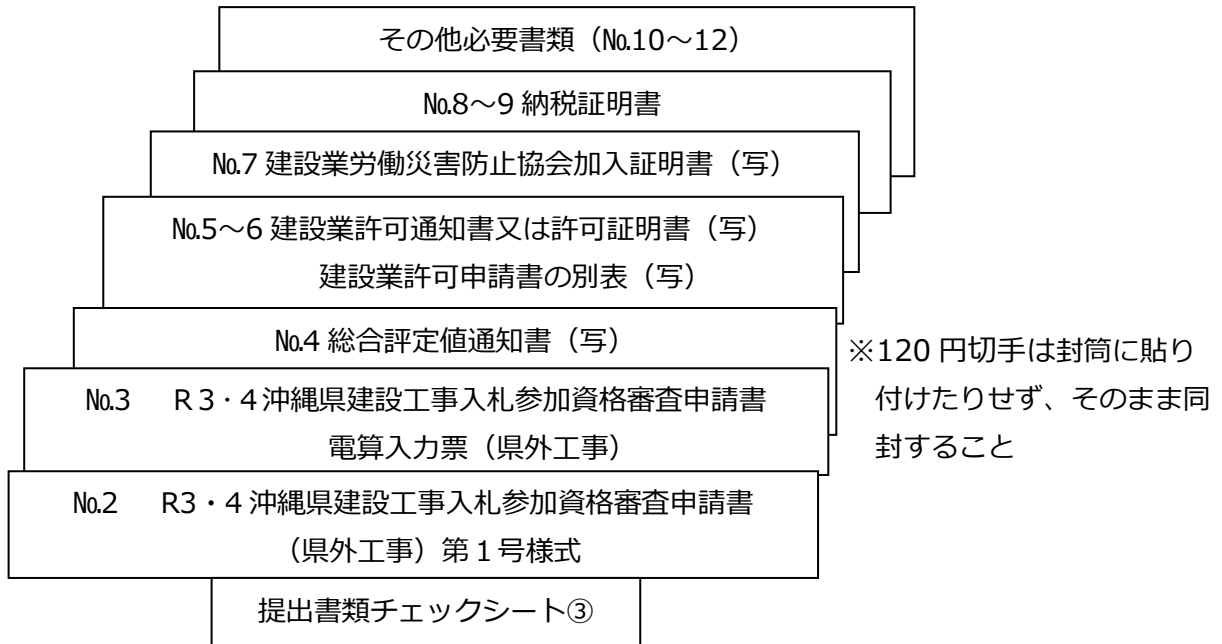 その他必要書類（№10～12）
№8～9 納税証明書
№7 建設業労働災害防止協会加入証明書（写）
№5～6 建設業許可通知書又は許可証明書（写）
建設業許可申請書の別表（写）
№4 総合評定値通知書（写）
※120 円切手は封筒に貼り
付けたりせず、そのまま同
封すること
№3　Ｒ３・４沖縄県建設工事入札参加資格審査申請書
電算入力票（県外工事）
№2　R3・４沖縄県建設工事入札参加資格審査申請書
（県外工事）第１号様式
提出書類チェックシート③